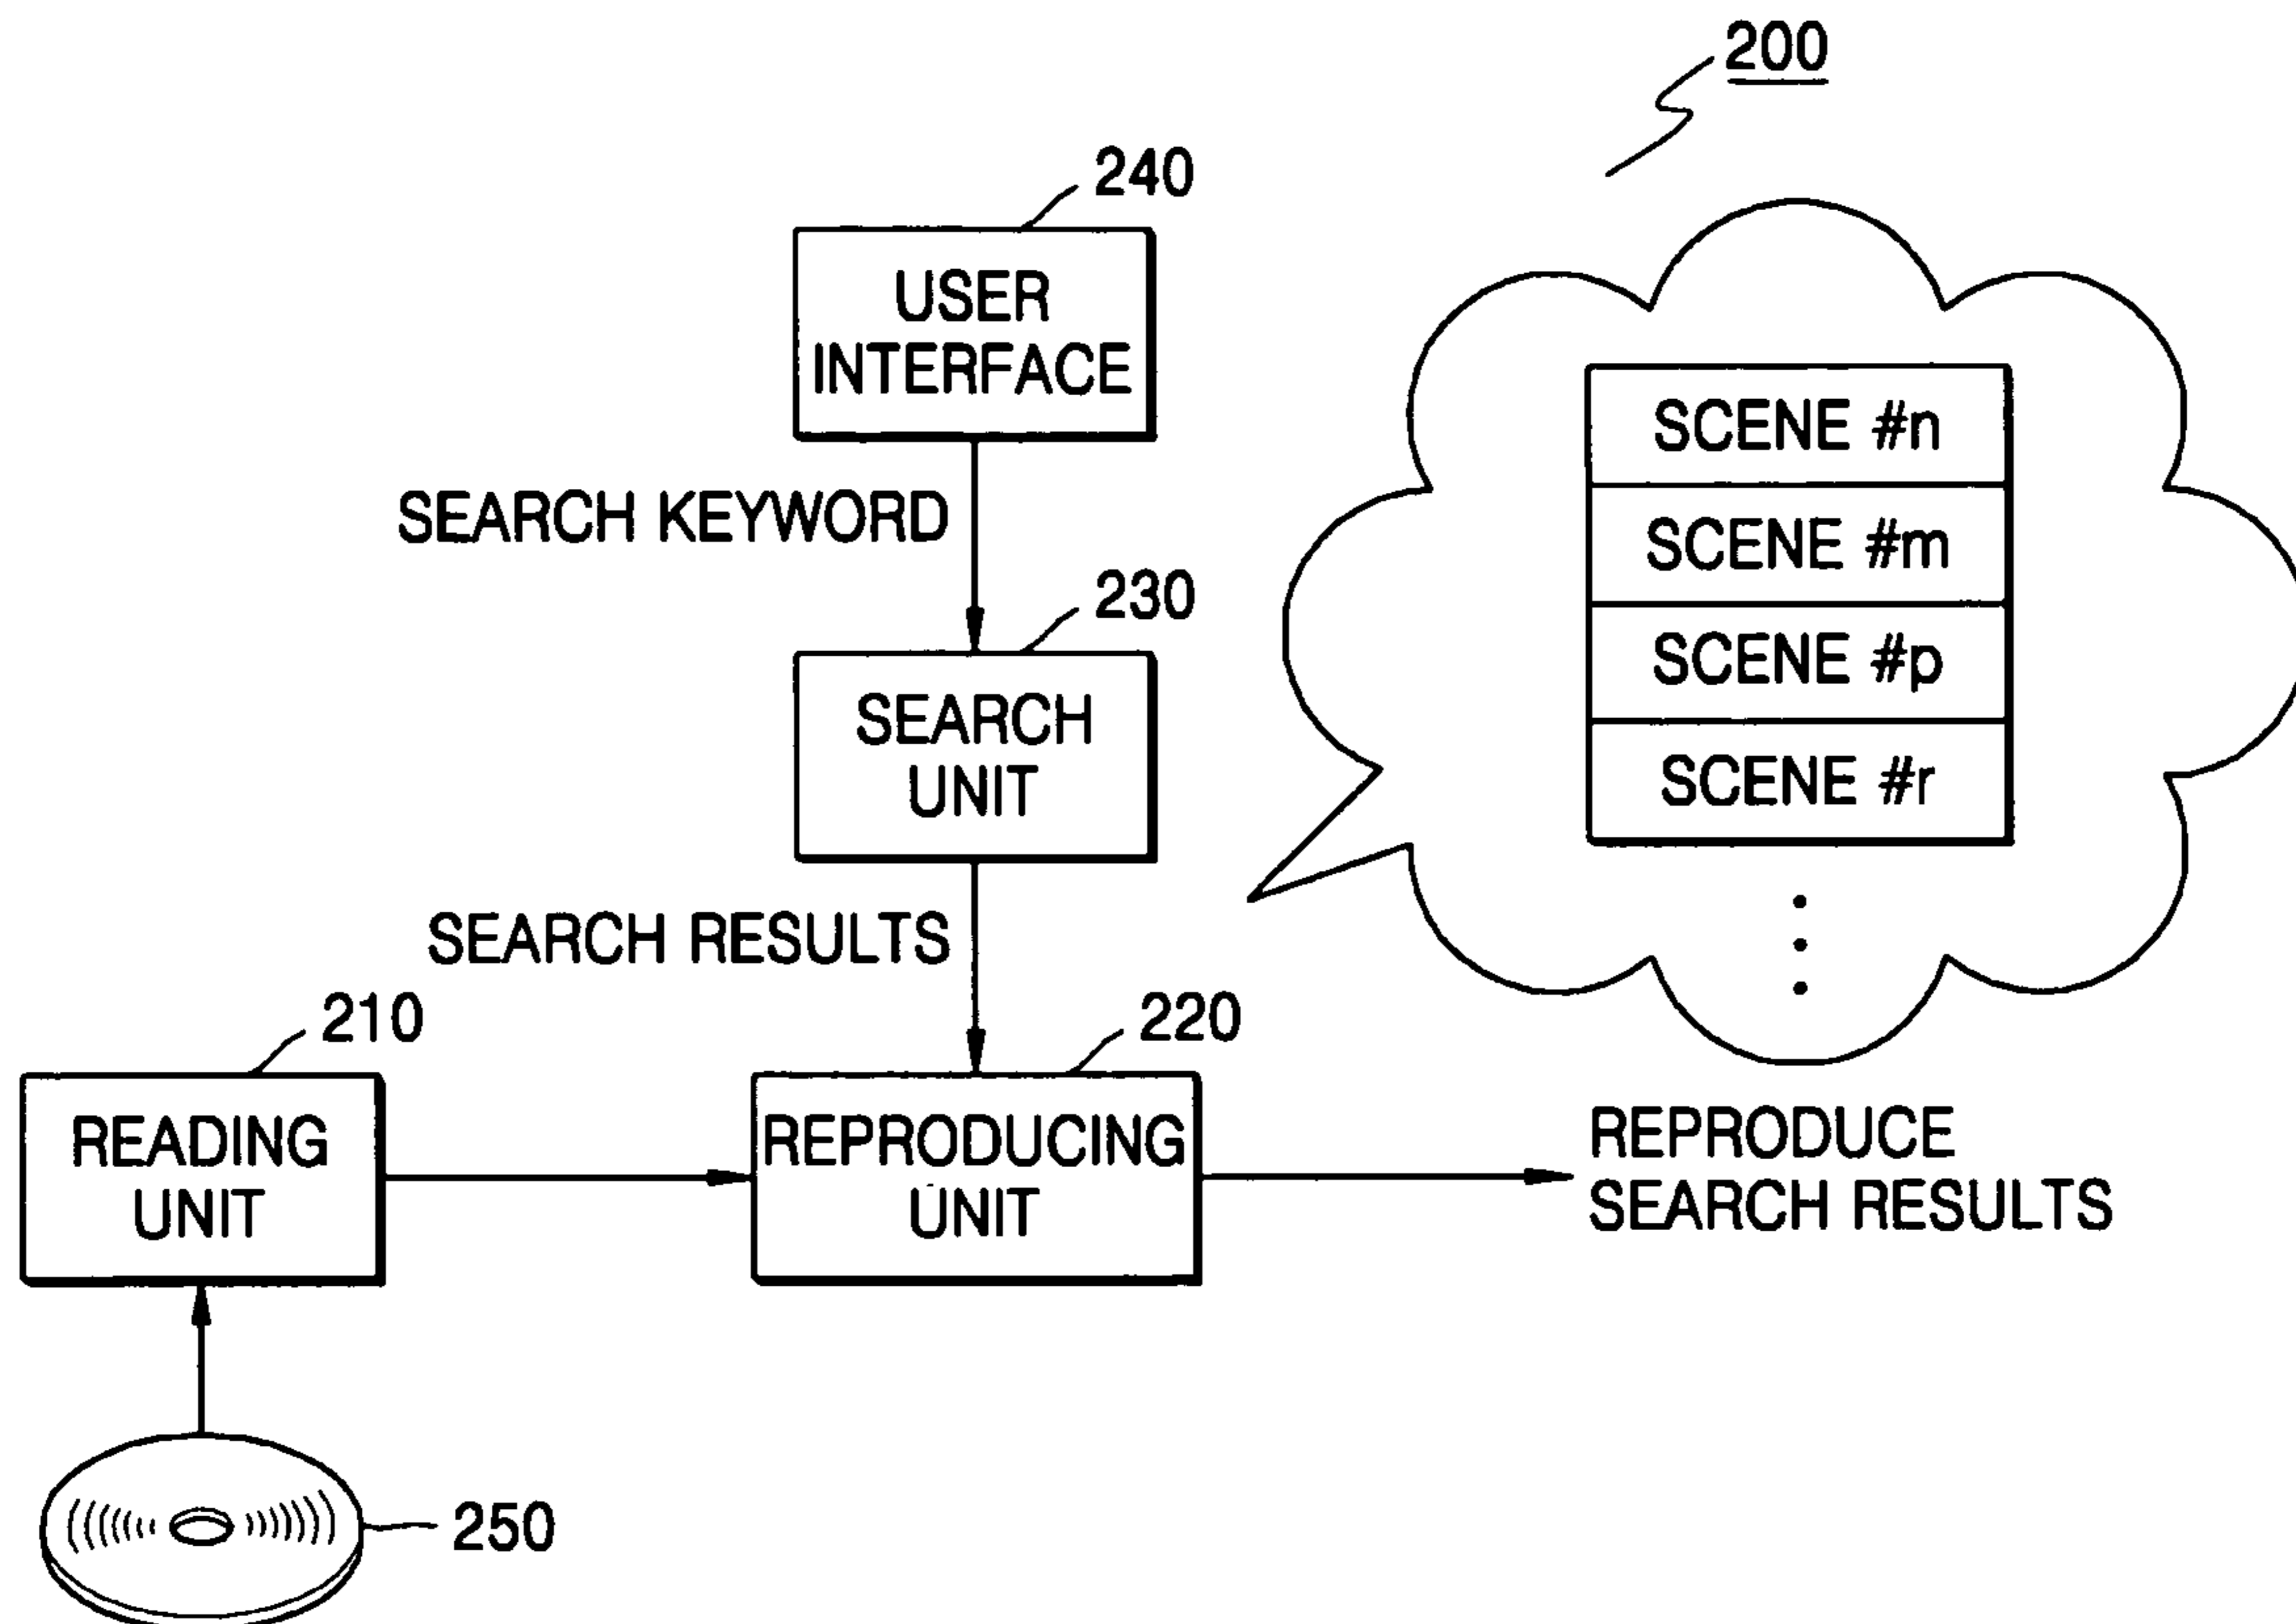 200
240
USER
INTERFACE
SEARCH KEYWORD
230
SEARCH
UNIT
SEARCH RESULTS
210
READING
UNIT
220
REPRODUCING
UNIT
250
SCENE #n
SCENE #m
SCENE #p
SCENE #r
REPRODUCE
SEARCH RESULTS